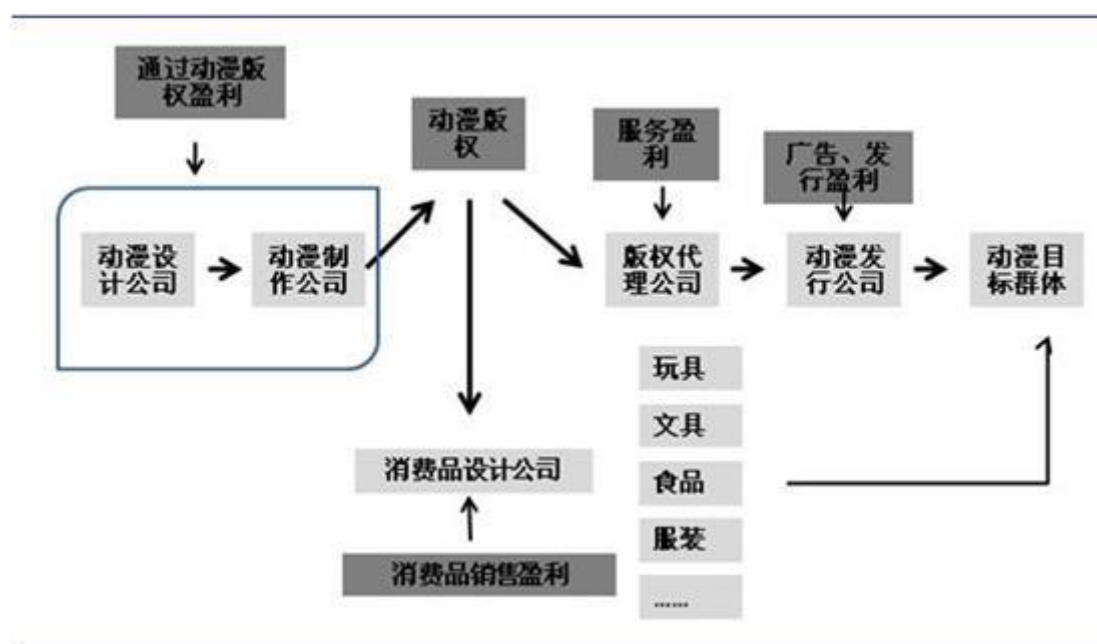 通过动漫版
权盈利
动漫版
权
服务盈
利
广告、发
行盈利
动漫设
计公司
动漫制
作公司
版权代
理公司
动漫发
行公司
动漫目
标群体
玩具
文具
消费品设计公司
食品
服装
消费品销售盈利
......